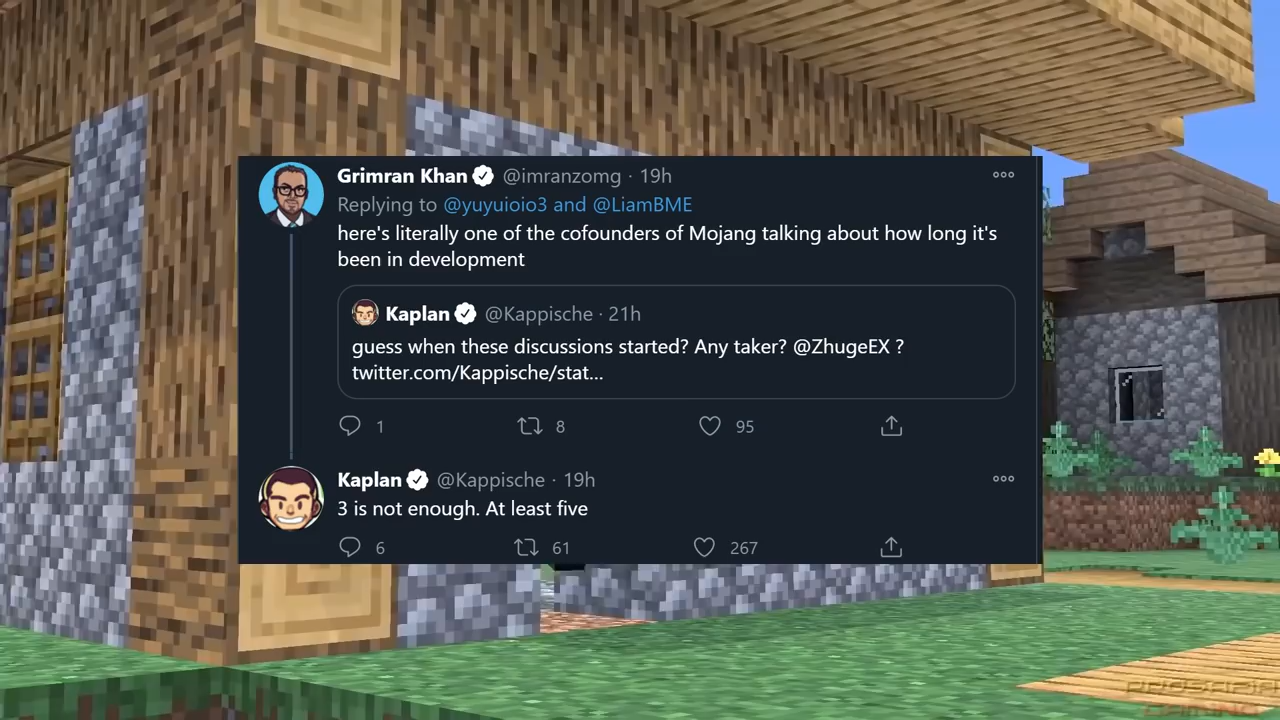 Grimran Khan @imranzomg · 19h
Replying to @yuyuioio3 and @LiamBME
here's literally one of the cofounders of Mojang talking about how long it's
been in development
Kaplan @Kappische · 21h
guess when these discussions started? Any taker? @ZhugeEX ?
twitter.com/Kappische/stat...
1 8 95
Kaplan @Kappische · 19h
3 is not enough. At least five
6 61 267
PROSAFIA
GAMING